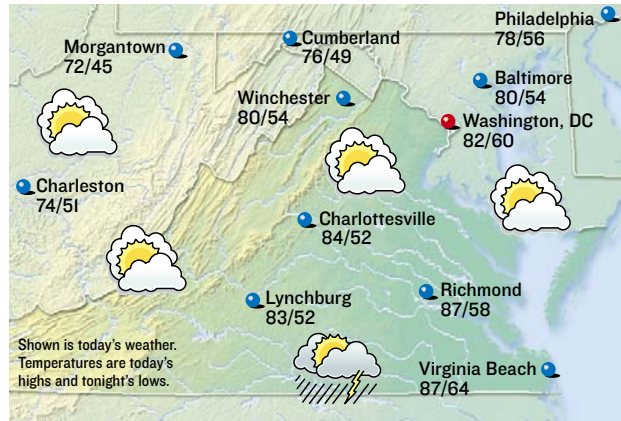 Philadelphia
78/56
Morgantown
72/45
Cumberland
76/49
Baltimore
80/54
Winchester
80/54
Washington, DC
82/60
Charleston
74/51
Charlottesville
84/52
Lynchburg
83/52
Richmond
87/58
Shown is today's weather.
Temperatures are today's
highs and tonight's lows.
Virginia Beach
87/64